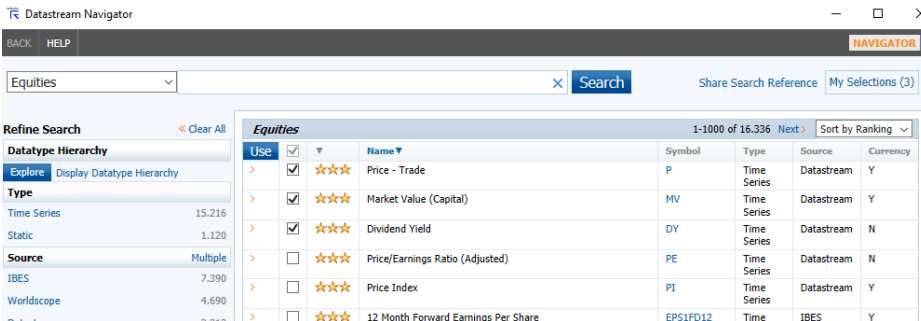 Datastream Navigator
BACK HELP NAVIGATOR
Equities Search Share Search Reference My Selections (3)
Refine Search « Clear All
Datatype Hierarchy
Explore Display Datatype Hierarchy
Type
Time Series 15.216
Static 1.120
Source Multiple
IBES 7.390
Worldscope 4.690
Equities 1-1000 of 16.336 Next > Sort by Ranking
Use Name Symbol Type Source Currency
Price - Trade P Time Series Datastream Y
Market Value (Capital) MV Time Series Datastream Y
Dividend Yield DY Time Series Datastream N
Price/Earnings Ratio (Adjusted) PE Time Series Datastream N
Price Index PI Time Series Datastream Y
12 Month Forward Earnings Per Share EPS1FD12 Time IBES Y